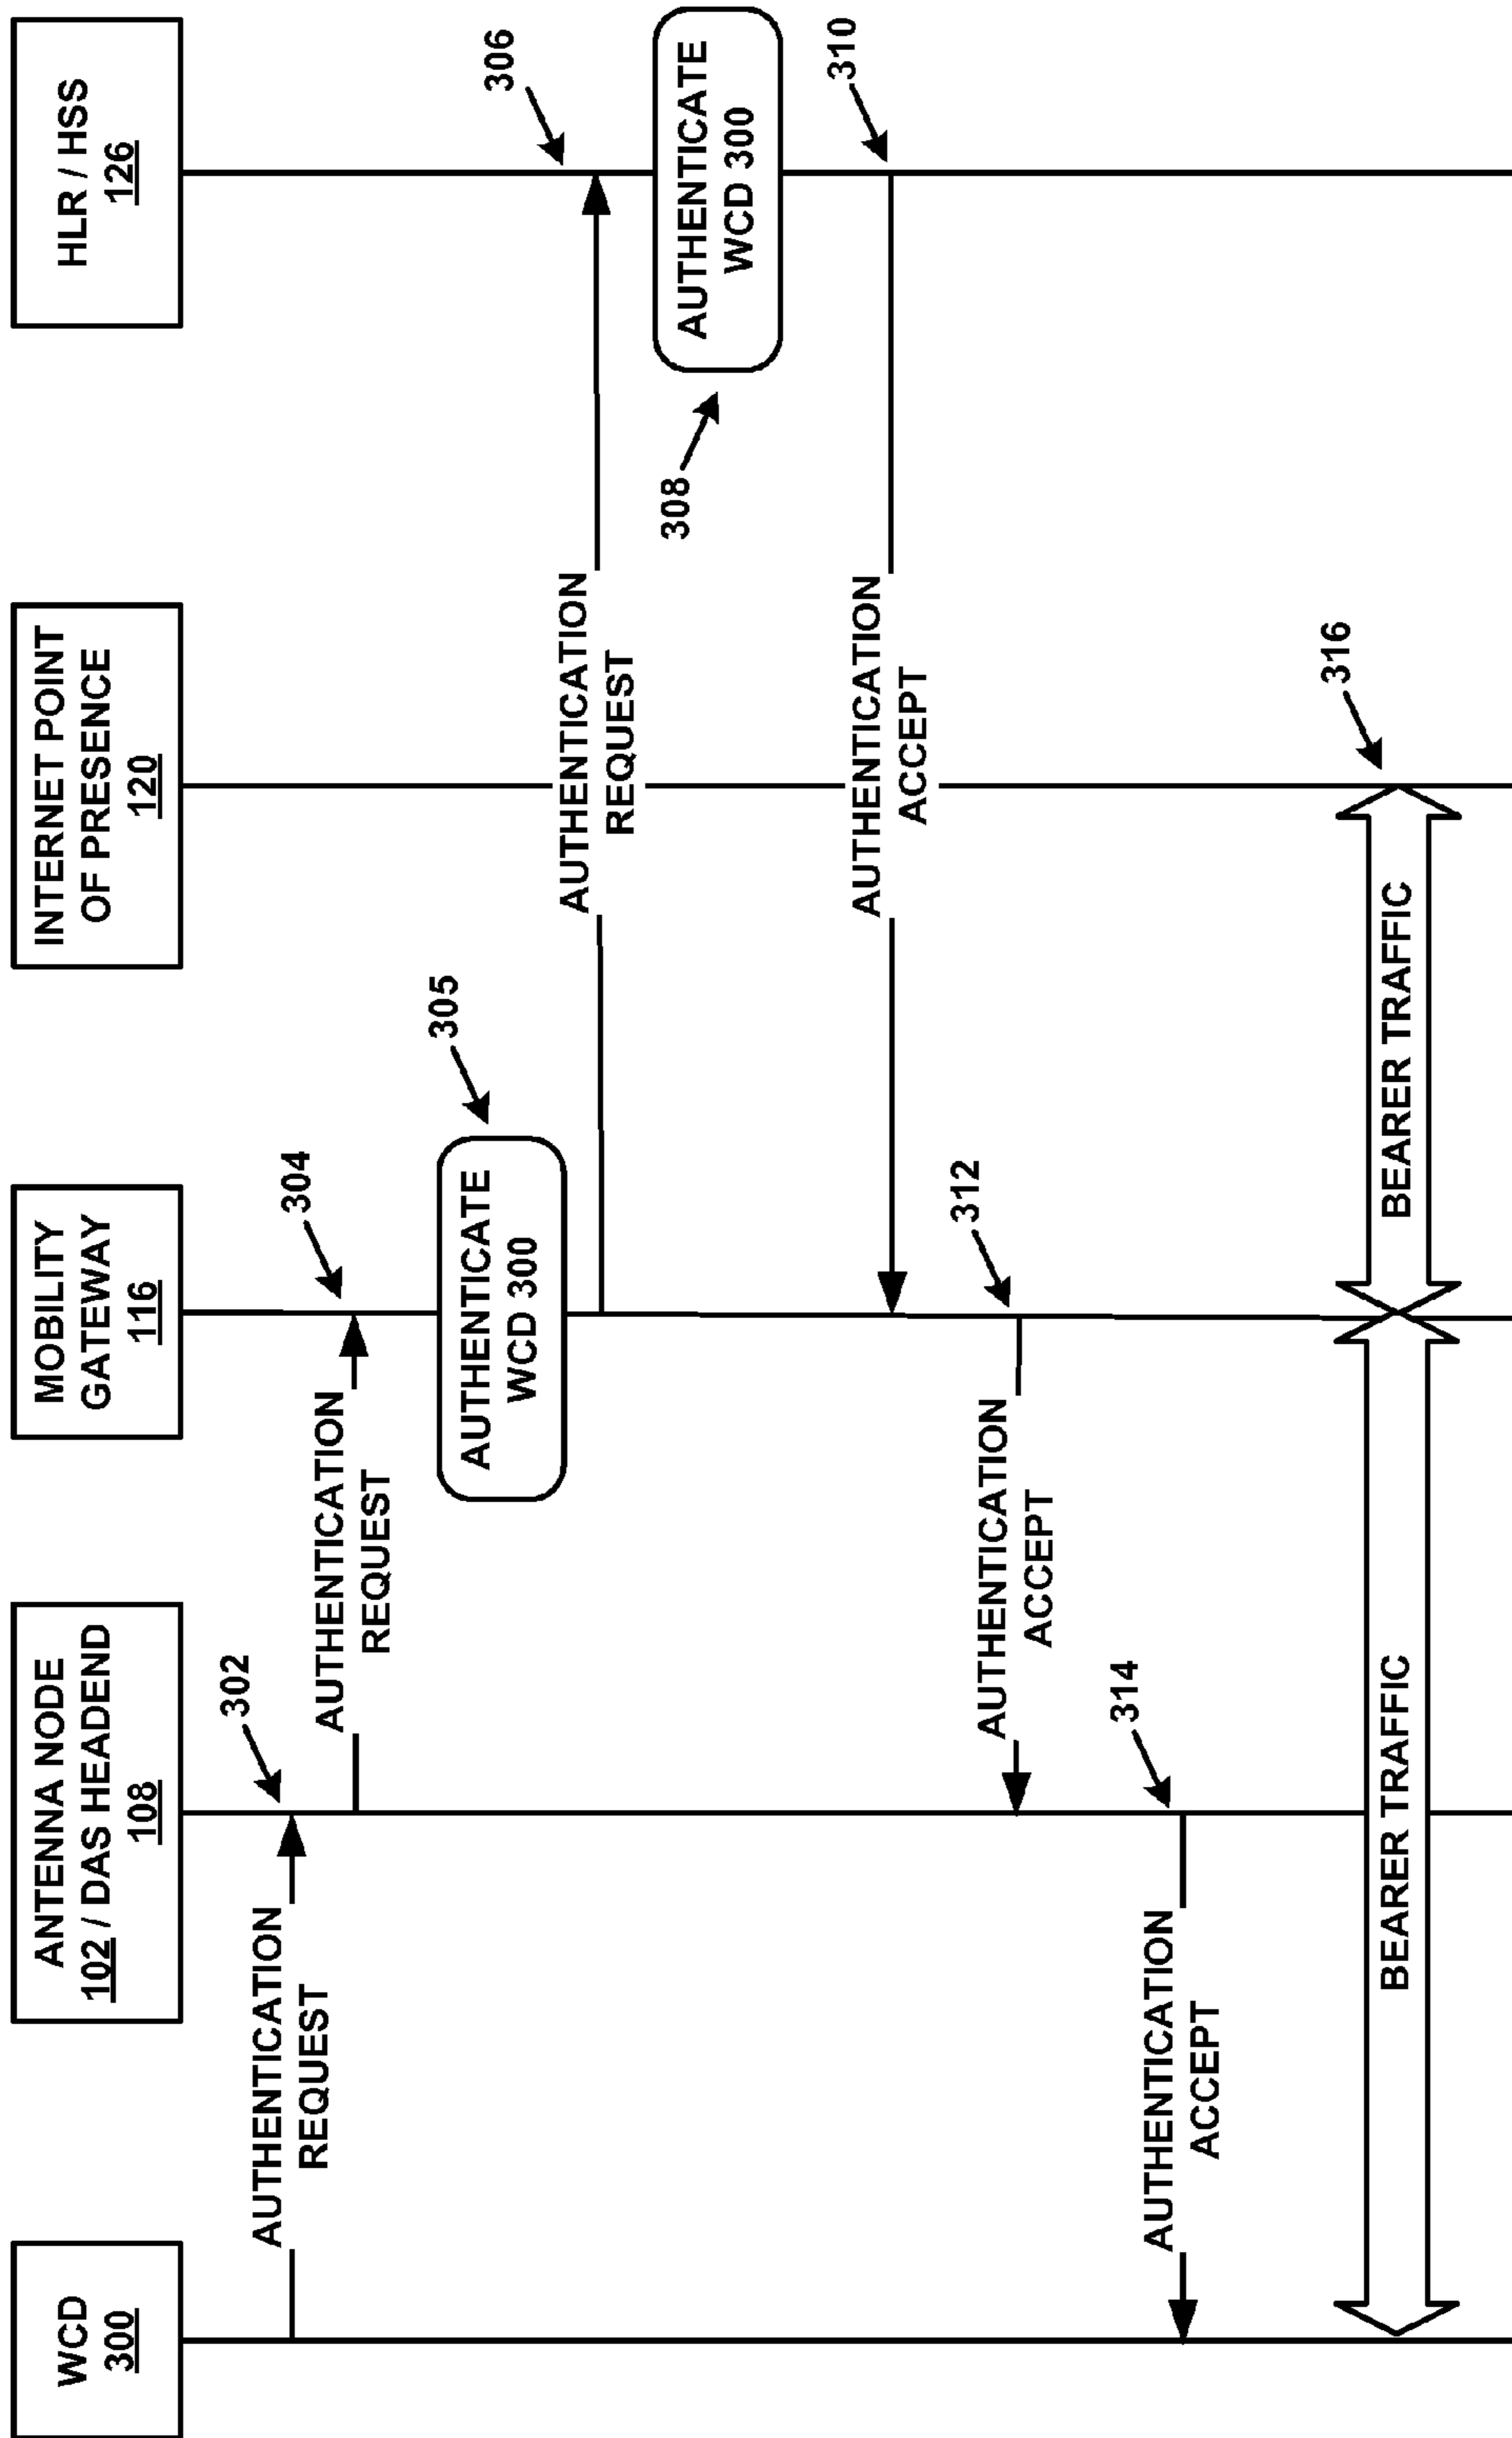 WCD
300
ANTENNA NODE
102 / DAS HEADEND
108
MOBILITY
GATEWAY
116
INTERNET POINT
OF PRESENCE
120
HLR / HSS
126
302
AUTHENTICATION
REQUEST
304
AUTHENTICATION
REQUEST
305
AUTHENTICATE
WCD 300
306
AUTHENTICATION
REQUEST
308
AUTHENTICATE
WCD 300
310
AUTHENTICATION
ACCEPT
312
AUTHENTICATION
ACCEPT
314
AUTHENTICATION
ACCEPT
316
BEARER TRAFFIC
BEARER TRAFFIC